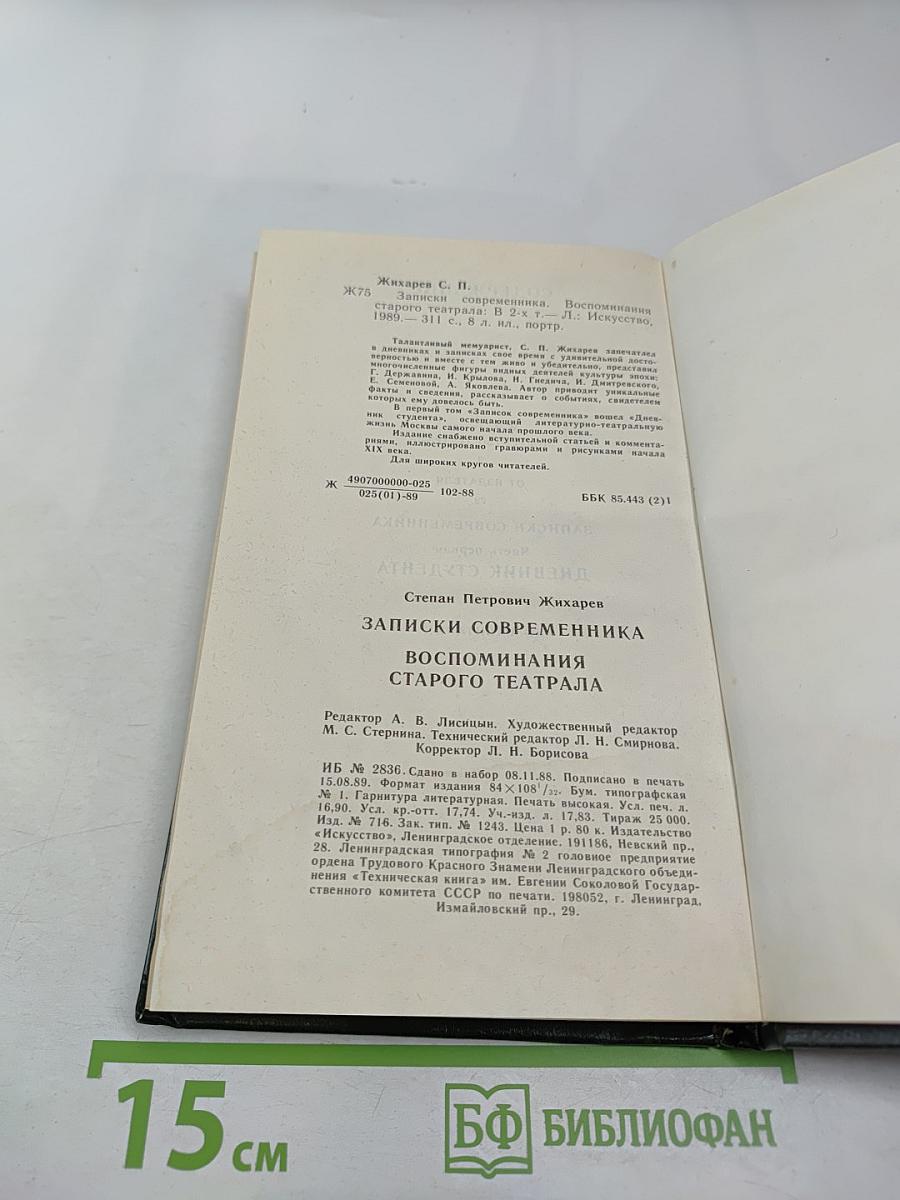 Жихарев С. П.
Ж75 Записки современника. Воспоминания
старого театрала: В 2-х т.— Л.: Искусство,
1989.— 311 с., 8 л. ил., портр.
Талантливый мемуарист, С. П. Жихарев запечатлел
в дневниках и записках свое время с удивительной досто-
верностью и вместе с тем живо и убедительно, представил
многочисленные фигуры видных деятелей культуры эпохи:
Г. Державина, И. Крылова, Н. Гнедича, И. Дмитревского,
Е. Семеновой, А. Яковлева. Автор приводит уникальные
факты и сведения, рассказывает о событиях, свидетелем
которых ему довелось быть.
В первый том «Записок современника» вошел «Днев-
ник студента», освещающий литературно-театральную
жизнь Москвы самого начала прошлого века.
Издание снабжено вступительной статьей и коммента-
риями, иллюстрировано гравюрами и рисунками начала
XIX века.
Для широких кругов читателей.
Ж 4907000000-025
025(01)-89 102-88 ББК 85.443 (2)1
Степан Петрович Жихарев
ЗАПИСКИ СОВРЕМЕННИКА
ВОСПОМИНАНИЯ
СТАРОГО ТЕАТРАЛА
Редактор А. В. Лисицын. Художественный редактор
М. С. Стернина. Технический редактор Л. Н. Смирнова.
Корректор Л. Н. Борисова
ИБ № 2836. Сдано в набор 08.11.88. Подписано в печать
15.08.89. Формат издания 84×108¹/₃₂. Бум. типографская
№ 1. Гарнитура литературная. Печать высокая. Усл. печ. л.
16,90. Усл. кр.-отт. 17,74. Уч.-изд. л. 17,83. Тираж 25 000.
Изд. № 716. Зак. тип. № 1243. Цена 1 р. 80 к. Издательство
«Искусство», Ленинградское отделение. 191186, Невский пр.,
28. Ленинградская типография № 2 головное предприятие
ордена Трудового Красного Знамени Ленинградского объеди-
нения «Техническая книга» им. Евгении Соколовой Государ-
ственного комитета СССР по печати. 198052, г. Ленинград,
Измайловский пр., 29.
15 см
БФ БИБЛИОФАН